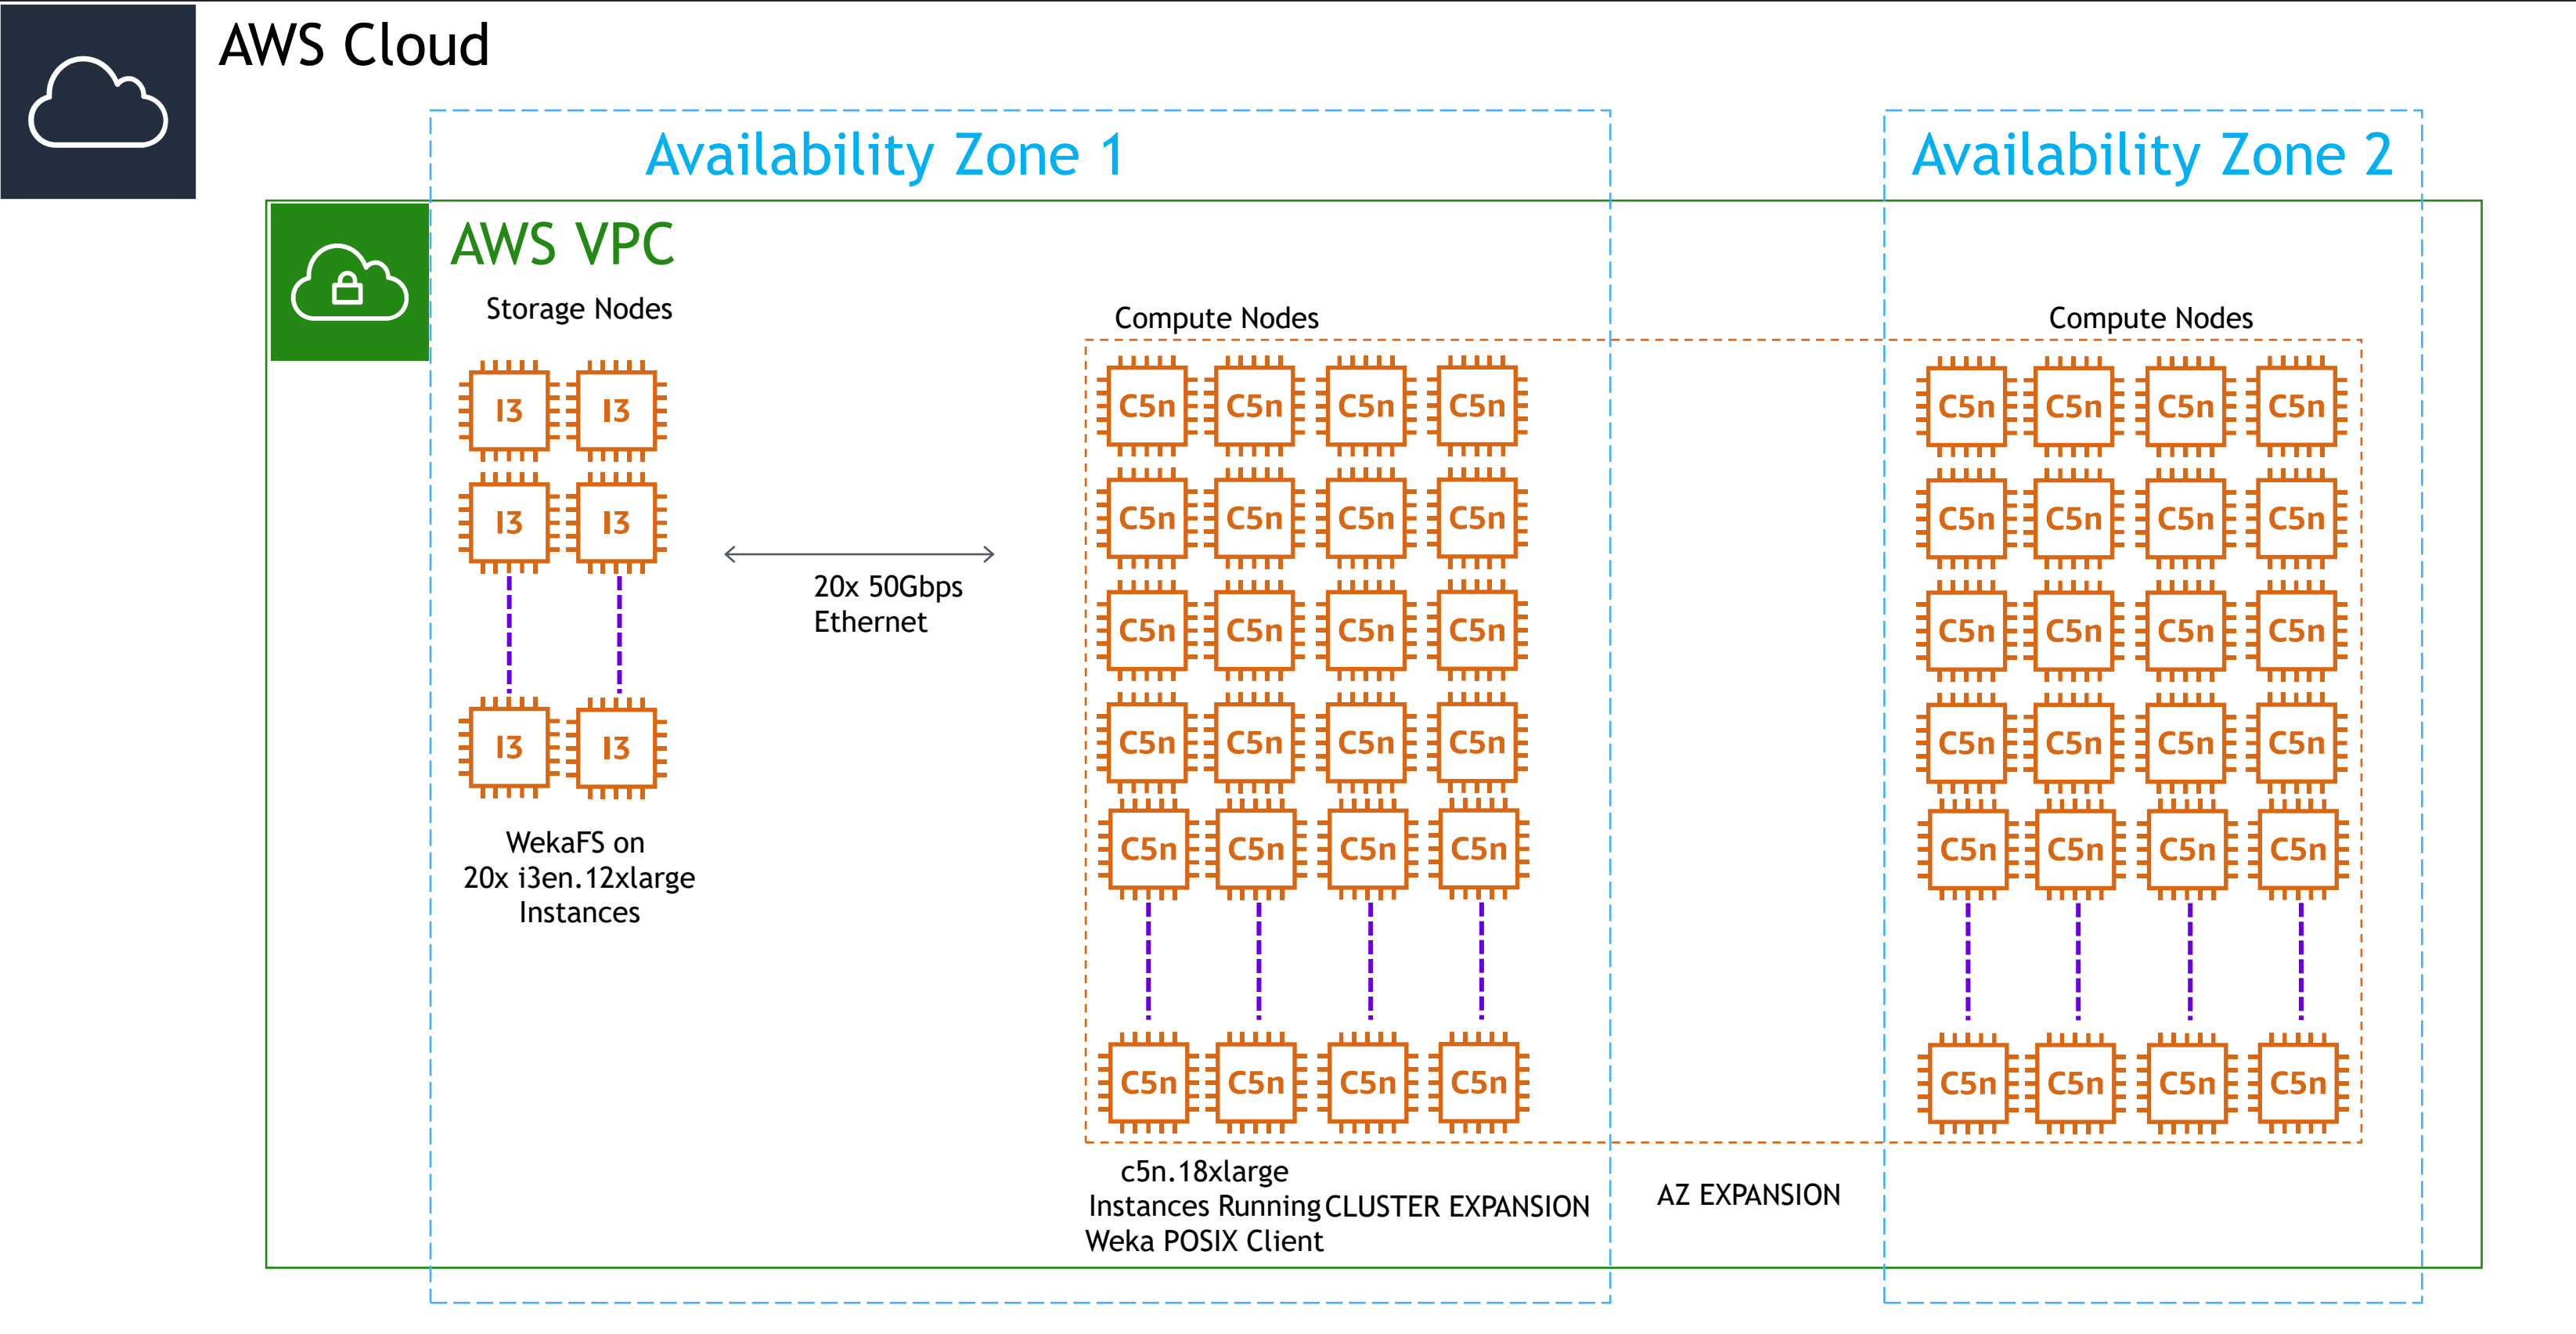 AWS Cloud
Availability Zone 1
Availability Zone 2
AWS VPC
Storage Nodes
I3 I3
I3 I3
I3 I3
WekaFS on
20x i3en.12xlarge
Instances
20x 50Gbps
Ethernet
Compute Nodes
C5n C5n C5n C5n
C5n C5n C5n C5n
C5n C5n C5n C5n
C5n C5n C5n C5n
C5n C5n C5n C5n
C5n C5n C5n C5n
c5n.18xlarge
Instances Running
Weka POSIX Client
CLUSTER EXPANSION
AZ EXPANSION
Compute Nodes
C5n C5n C5n C5n
C5n C5n C5n C5n
C5n C5n C5n C5n
C5n C5n C5n C5n
C5n C5n C5n C5n
C5n C5n C5n C5n